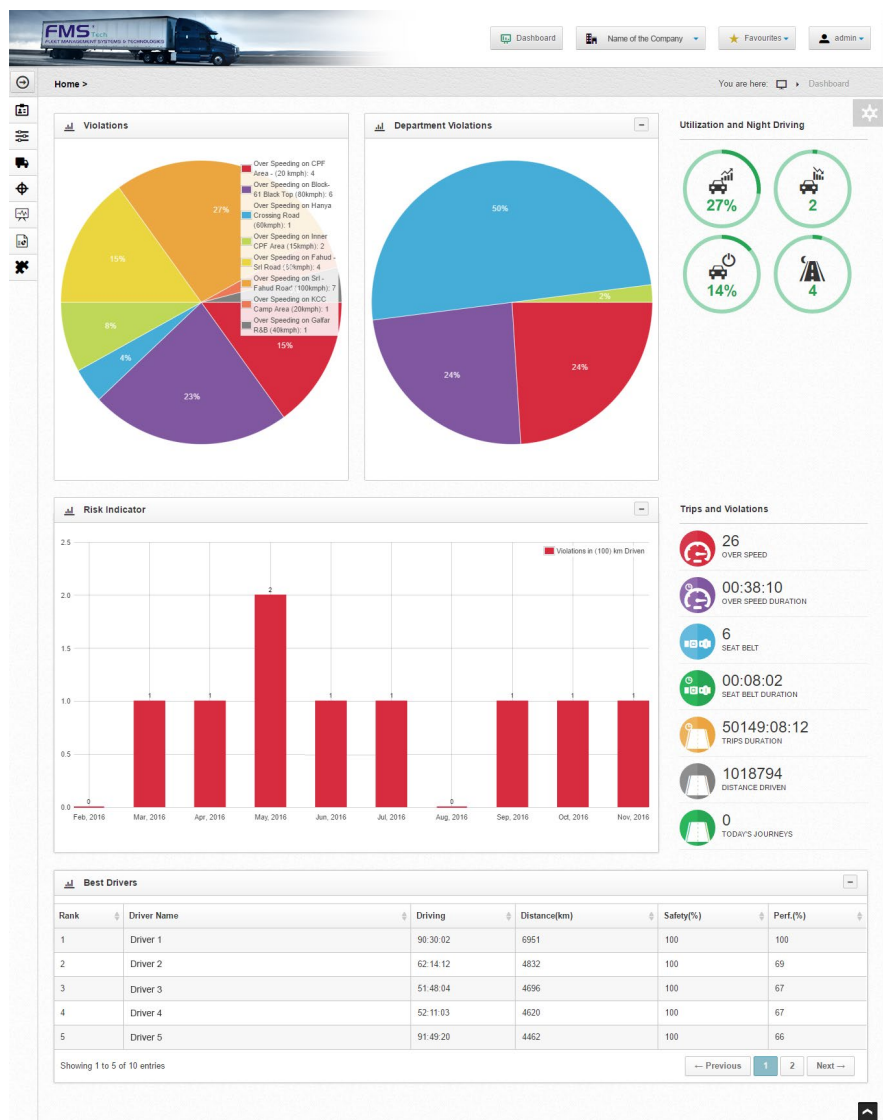 FMS' Tech
FLEET MANAGEMENT SYSTEMS & TECHNOLOGIES
Dashboard
Name of the Company
Favourites
admin
Home >
You are here:
Dashboard
Violations
Over Speeding on CPF
Area - (20 kmph): 4
Over Speeding on Block-
61 Black Top (80kmph): 6
Over Speeding on Hanya
Crossing Road
(60kmph): 1
Over Speeding on Inner
CPF Area (15kmph): 2
Over Speeding on Fahud -
Srl Road (50kmph): 4
Over Speeding on Srl -
Fahud Road (100kmph): 7
Over Speeding on KCC
Camp Area (20kmph): 1
Over Speeding on Galfar
R&B (40kmph): 1
27%
15%
8%
4%
23%
15%
Department Violations
50%
2%
24%
24%
Utilization and Night Driving
27%
2
14%
4
Risk Indicator
Violations in (100) km Driven
2.5
2.0
1.5
1.0
0.5
0.0
0
1
1
2
1
1
0
1
1
1
Feb, 2016
Mar, 2016
Apr, 2016
May, 2016
Jun, 2016
Jul, 2016
Aug, 2016
Sep, 2016
Oct, 2016
Nov, 2016
Trips and Violations
26
OVER SPEED
00:38:10
OVER SPEED DURATION
6
SEAT BELT
00:08:02
SEAT BELT DURATION
50149:08:12
TRIPS DURATION
1018794
DISTANCE DRIVEN
0
TODAY'S JOURNEYS
Best Drivers
Rank Driver Name Driving Distance(km) Safety(%) Perf.(%)
1 Driver 1 90:30:02 6951 100 100
2 Driver 2 62:14:12 4832 100 69
3 Driver 3 51:48:04 4696 100 67
4 Driver 4 52:11:03 4620 100 67
5 Driver 5 91:49:20 4462 100 66
Showing 1 to 5 of 10 entries
← Previous 1 2 Next →